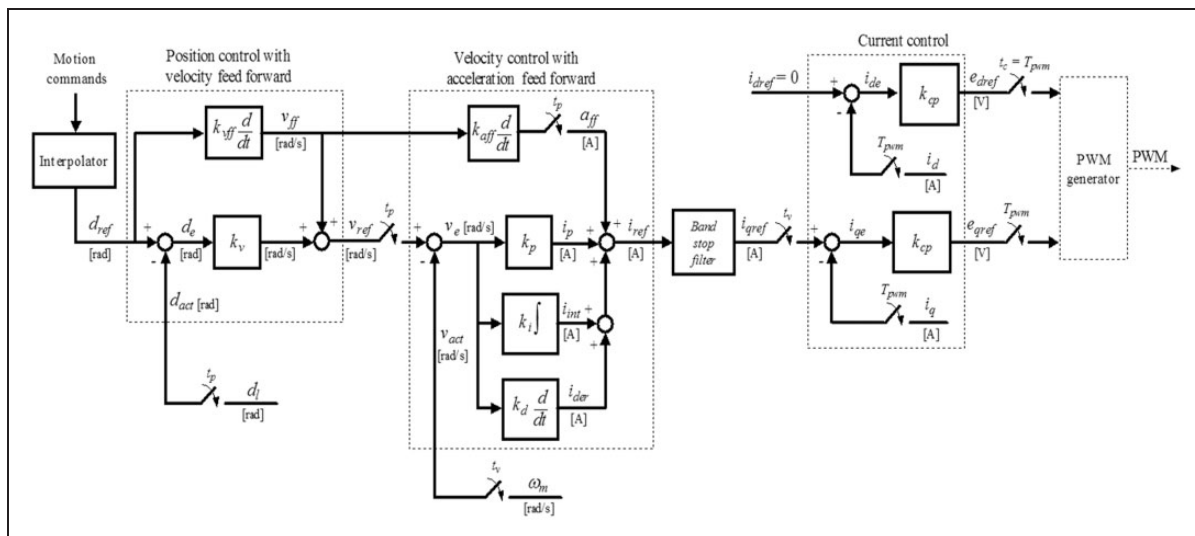 Motion
commands
Interpolator
d_ref
[rad]
Position control with
velocity feed forward
k_vff d/dt
v_ff
[rad/s]
d_e
[rad]
k_v
[rad/s]
v_ref
[rad/s]
t_p
d_act [rad]
t_p
d_l
[rad]
Velocity control with
acceleration feed forward
k_aff d/dt
t_p
a_ff
[A]
v_e [rad/s]
k_p
i_p
[A]
i_ref
[A]
k_i ∫
i_int
[A]
k_d d/dt
i_der
[A]
v_act
[rad/s]
t_v
ω_m
[rad/s]
Band
stop
filter
i_qref
[A]
t_v
Current control
i_dref = 0
i_de
k_cp
e_dref
[V]
t_c = T_pwm
T_pwm
i_d
[A]
i_qe
k_cp
e_qref
[V]
T_pwm
T_pwm
i_q
[A]
PWM
generator
PWM